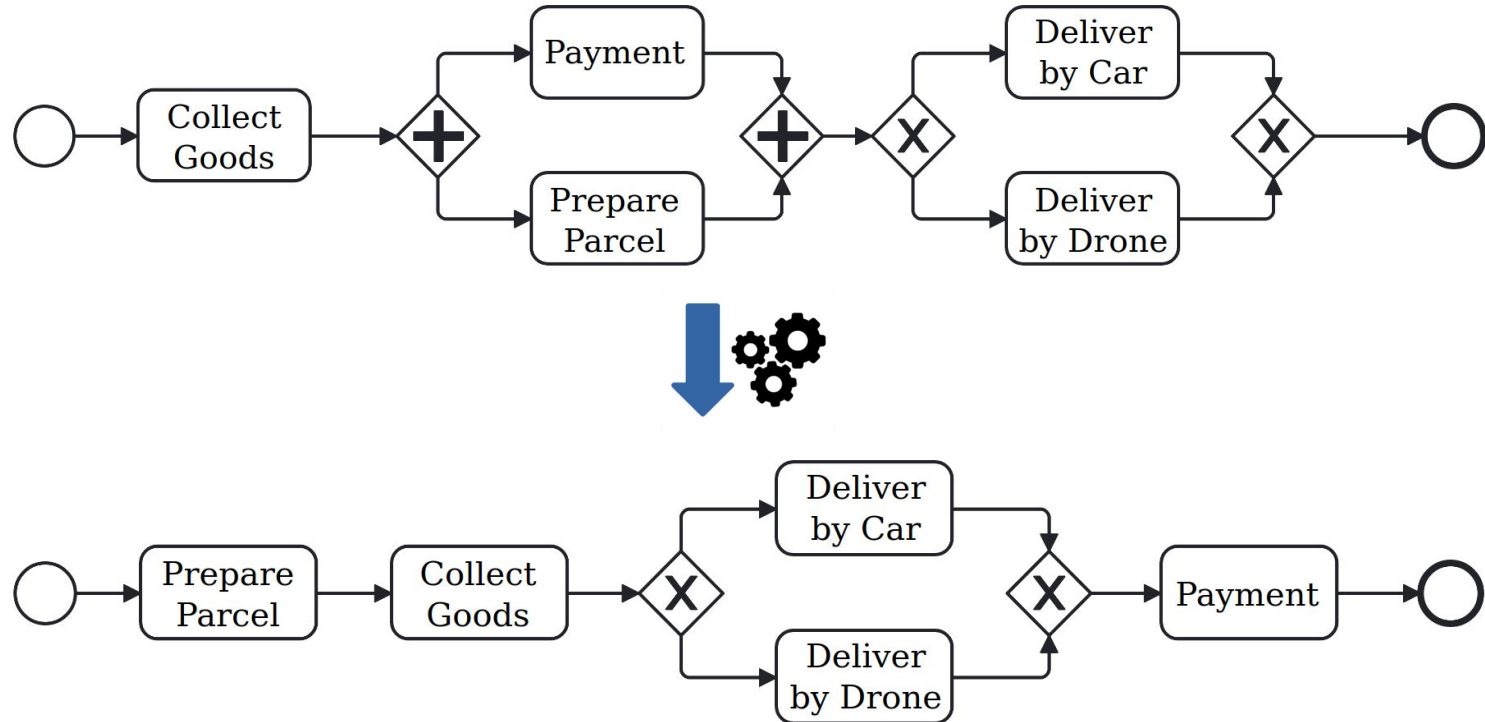 Collect
Goods
Payment
Prepare
Parcel
X
Deliver
by Car
Deliver
by Drone
X
Prepare
Parcel
Collect
Goods
X
Deliver
by Car
Deliver
by Drone
X
Payment